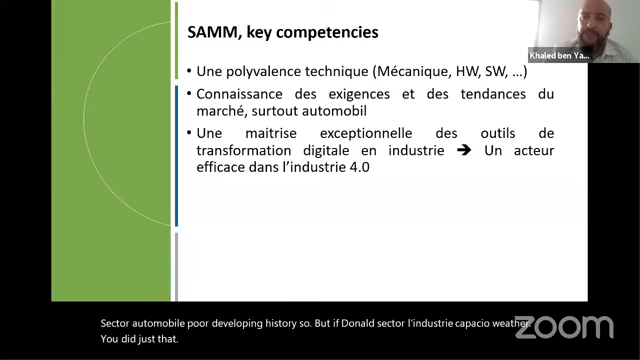 SAMM, key competencies
Khaled ben Ya...
• Une polyvalence technique (Mécanique, HW, SW, …)
• Connaissance des exigences et des tendances du
marché, surtout automobil
• Une maitrise exceptionnelle des outils de
transformation digitale en industrie ➔ Un acteur
efficace dans l’industrie 4.0
Sector automobile poor developing history so. But if Donald sector l'industrie capacio weather.
You did just that.
zoom